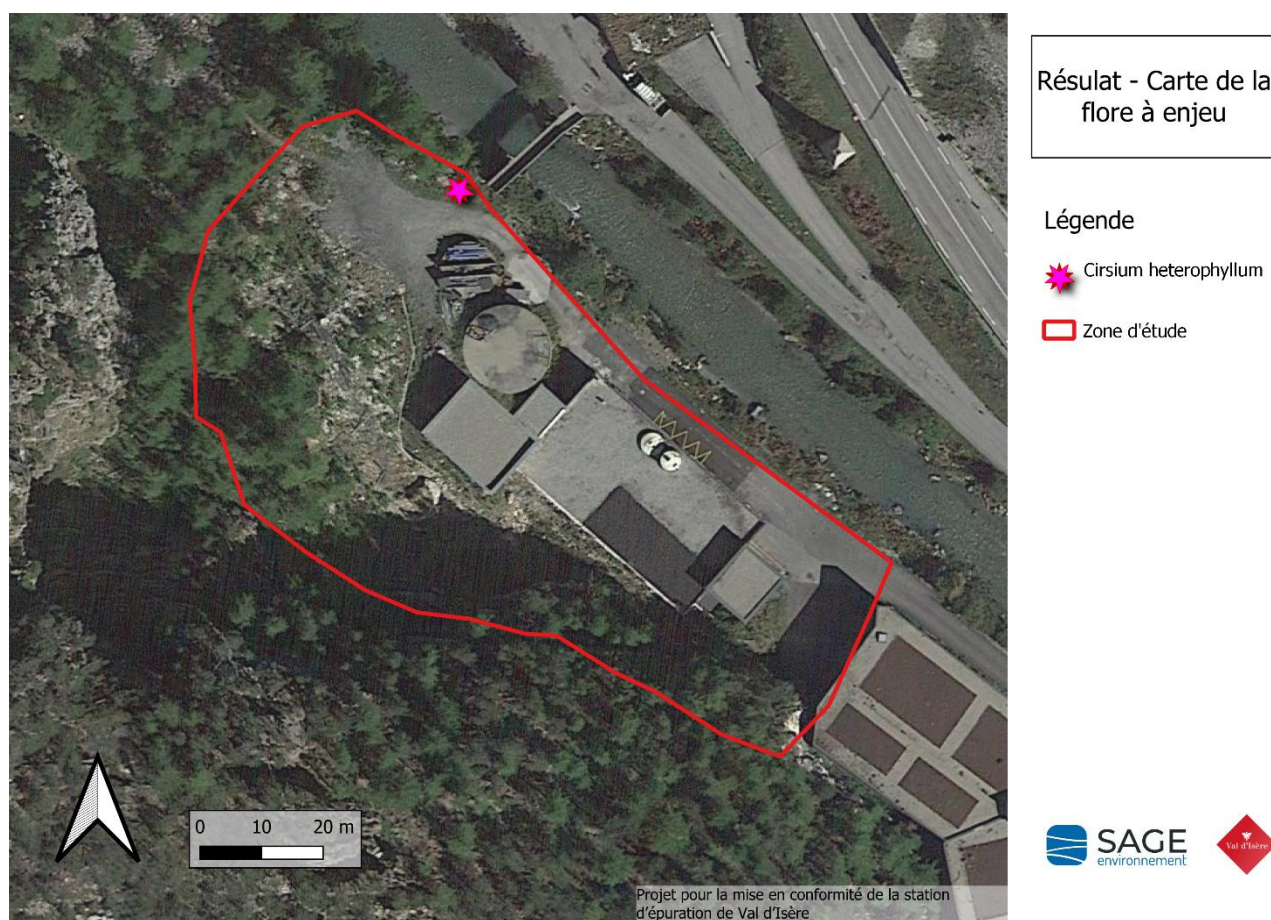 Résulat - Carte de la
flore à enjeu
Légende
Cirsium heterophyllum
Zone d'étude
0 10 20 m
Projet pour la mise en conformité de la station
d'épuration de Val d'Isère
SAGE
environnement
Val d'Isère